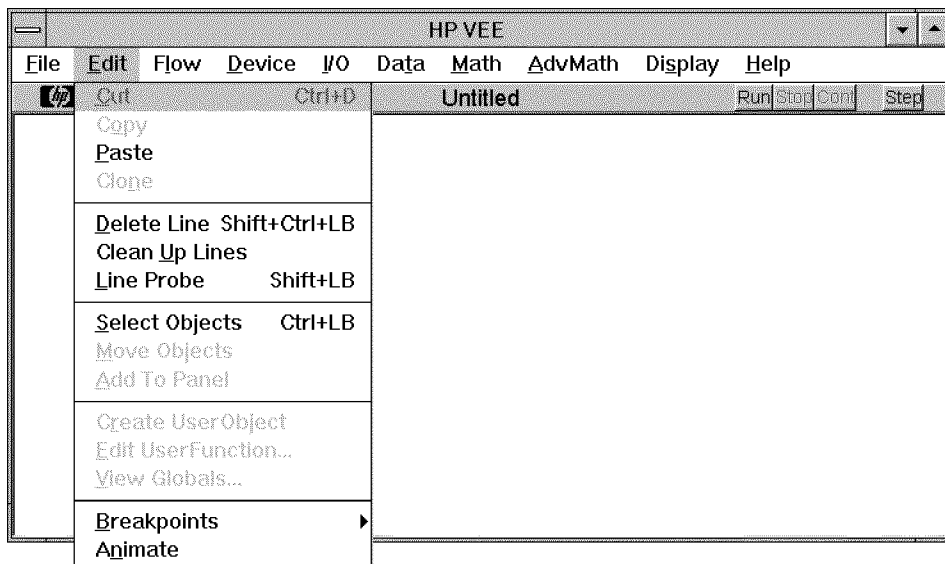 HP VEE
File Edit Flow Device I/O Data Math AdvMath Display Help
hp Untitled Run Stop Cont Step
Cut Ctrl+D
Copy
Paste
Clone
Delete Line Shift+Ctrl+LB
Clean Up Lines
Line Probe Shift+LB
Select Objects Ctrl+LB
Move Objects
Add To Panel
Create UserObject
Edit UserFunction...
View Globals...
Breakpoints
Animate